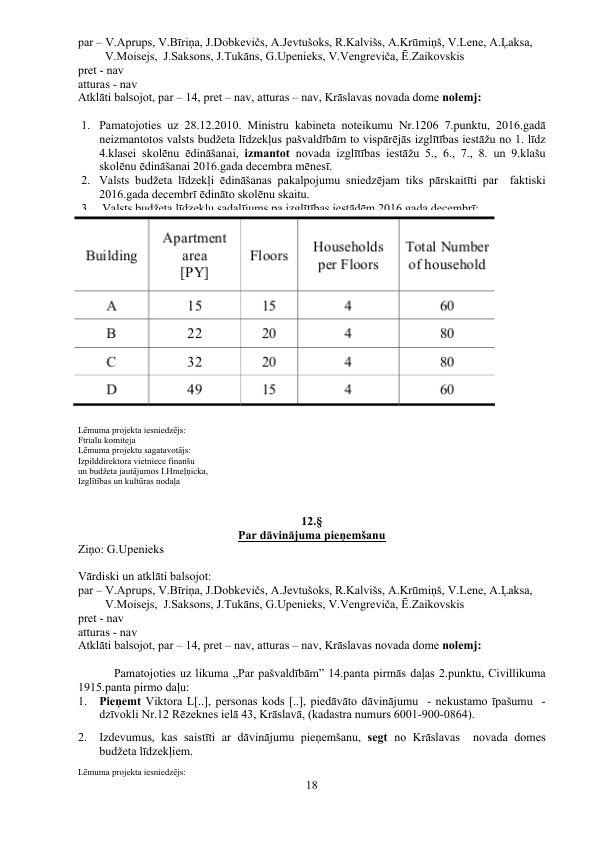 par – V.Aprups, V.Bīriņa, J.Dobkevičs, A.Jevtušoks, R.Kalvišs, A.Krūmiņš, V.Lene, A.Ļaksa,
V.Moisejs, J.Saksons, J.Tukāns, G.Upenieks, V.Vengreviča, Ē.Zaikovskis
pret - nav
atturas - nav
Atklāti balsojot, par – 14, pret – nav, atturas – nav, Krāslavas novada dome nolemj:
1. Pamatojoties uz 28.12.2010. Ministru kabineta noteikumu Nr.1206 7.punktu, 2016.gadā
neizmantotos valsts budžeta līdzekļus pašvaldībām to vispārējās izglītības iestāžu no 1. līdz
4.klasei skolēnu ēdināšanai, izmantot novada izglītības iestāžu 5., 6., 7., 8. un 9.klašu
skolēnu ēdināšanai 2016.gada decembra mēnesī.
2. Valsts budžeta līdzekļi ēdināšanas pakalpojumu sniedzējam tiks pārskaitīti par faktiski
2016.gada decembrī ēdināto skolēnu skaitu.
3. Valsts budžeta līdzekļu sadalījums pa izglītības iestādēm 2016.gada decembrī:
Building Apartment area [PY] Floors Households per Floors Total Number of household
A 15 15 4 60
B 22 20 4 80
C 32 20 4 80
D 49 15 4 60
Lēmuma projekta iesniedzējs:
Ftrialu komiteja
Lēmuma projektu sagatavotājs:
Izpilddirektora vietniece finanšu
un budžeta jautājumos I.Hmeļņicka,
Izglītības un kultūras nodaļa
12.§
Par dāvinājuma pieņemšanu
Ziņo: G.Upenieks
Vārdiski un atklāti balsojot:
par – V.Aprups, V.Bīriņa, J.Dobkevičs, A.Jevtušoks, R.Kalvišs, A.Krūmiņš, V.Lene, A.Ļaksa,
V.Moisejs, J.Saksons, J.Tukāns, G.Upenieks, V.Vengreviča, Ē.Zaikovskis
pret - nav
atturas - nav
Atklāti balsojot, par – 14, pret – nav, atturas – nav, Krāslavas novada dome nolemj:
Pamatojoties uz likuma „Par pašvaldībām” 14.panta pirmās daļas 2.punktu, Civillikuma
1915.panta pirmo daļu:
1. Pieņemt Viktora L[..], personas kods [..], piedāvāto dāvinājumu - nekustamo īpašumu -
dzīvokli Nr.12 Rēzeknes ielā 43, Krāslavā, (kadastra numurs 6001-900-0864).
2. Izdevumus, kas saistīti ar dāvinājumu pieņemšanu, segt no Krāslavas novada domes
budžeta līdzekļiem.
Lēmuma projekta iesniedzējs:
18